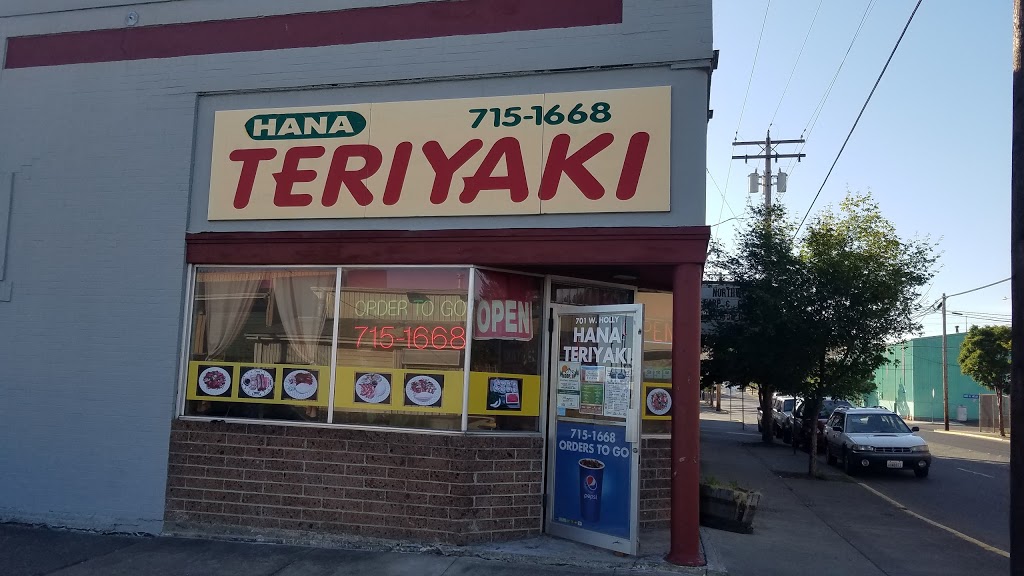 HANA
715-1668
TERIYAKI
ORDER TO GO
715-1668
OPEN
701 W. HOLLY
HANA
TERIYAKI
715-1668
ORDERS TO GO
pepsi